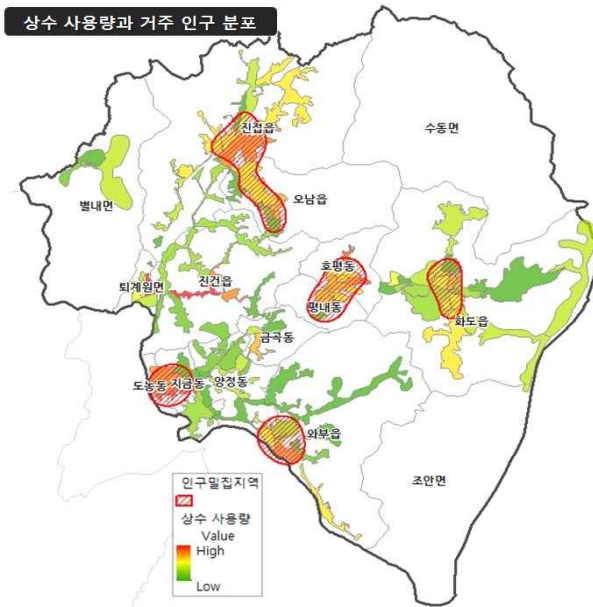 상수 사용량과 거주 인구 분포
진접읍
수동면
별내면
오남읍
호평동
퇴계원면
진건읍
평내동
화도읍
금곡동
도농동
지금동
양정동
와부읍
조안면
인구밀집지역
상수 사용량
Value
High
Low